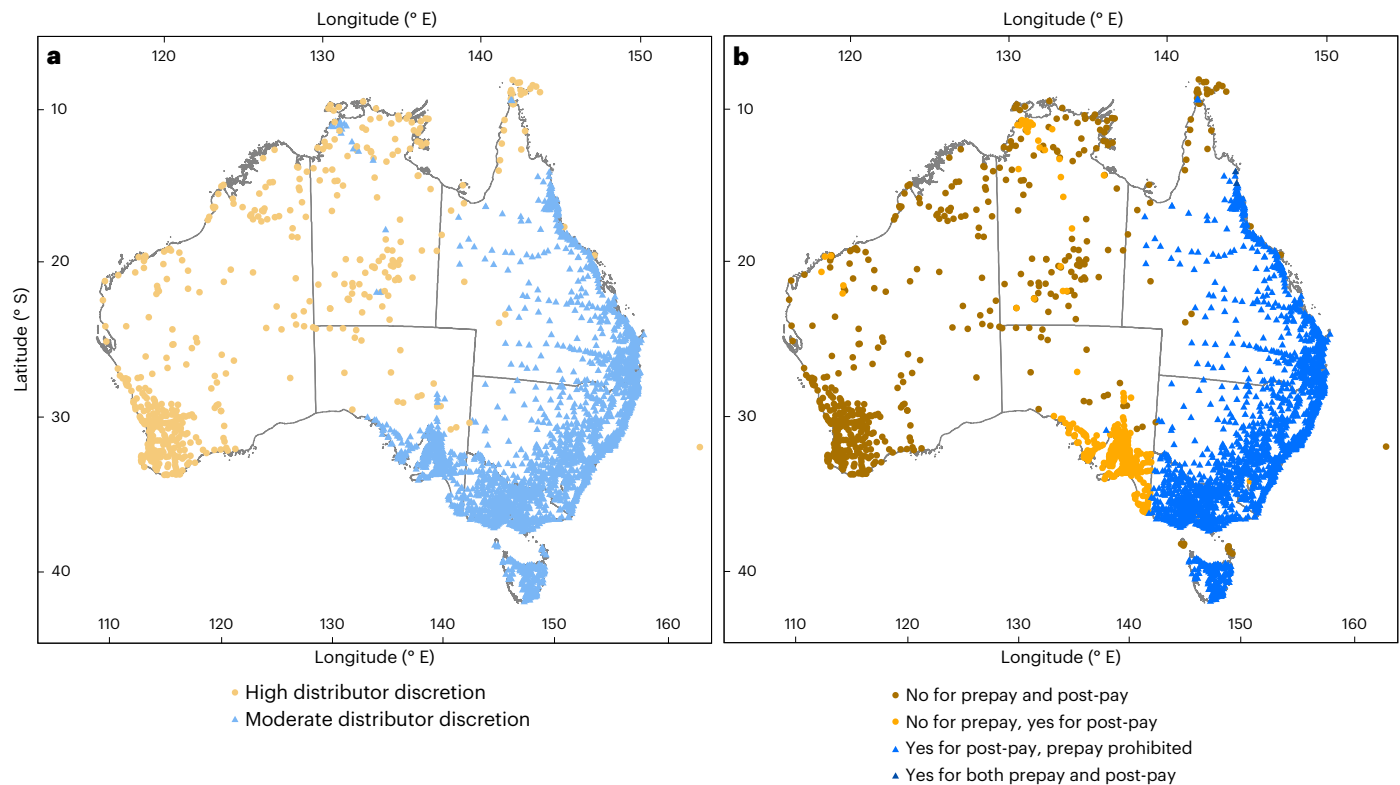 Longitude (° E)
Longitude (° E)
a
120
130
140
150
b
120
130
140
150
10
20
30
40
Latitude (° S)
10
20
30
40
110
120
130
140
150
160
110
120
130
140
150
160
Longitude (° E)
Longitude (° E)
High distributor discretion
Moderate distributor discretion
No for prepay and post-pay
No for prepay, yes for post-pay
Yes for post-pay, prepay prohibited
Yes for both prepay and post-pay